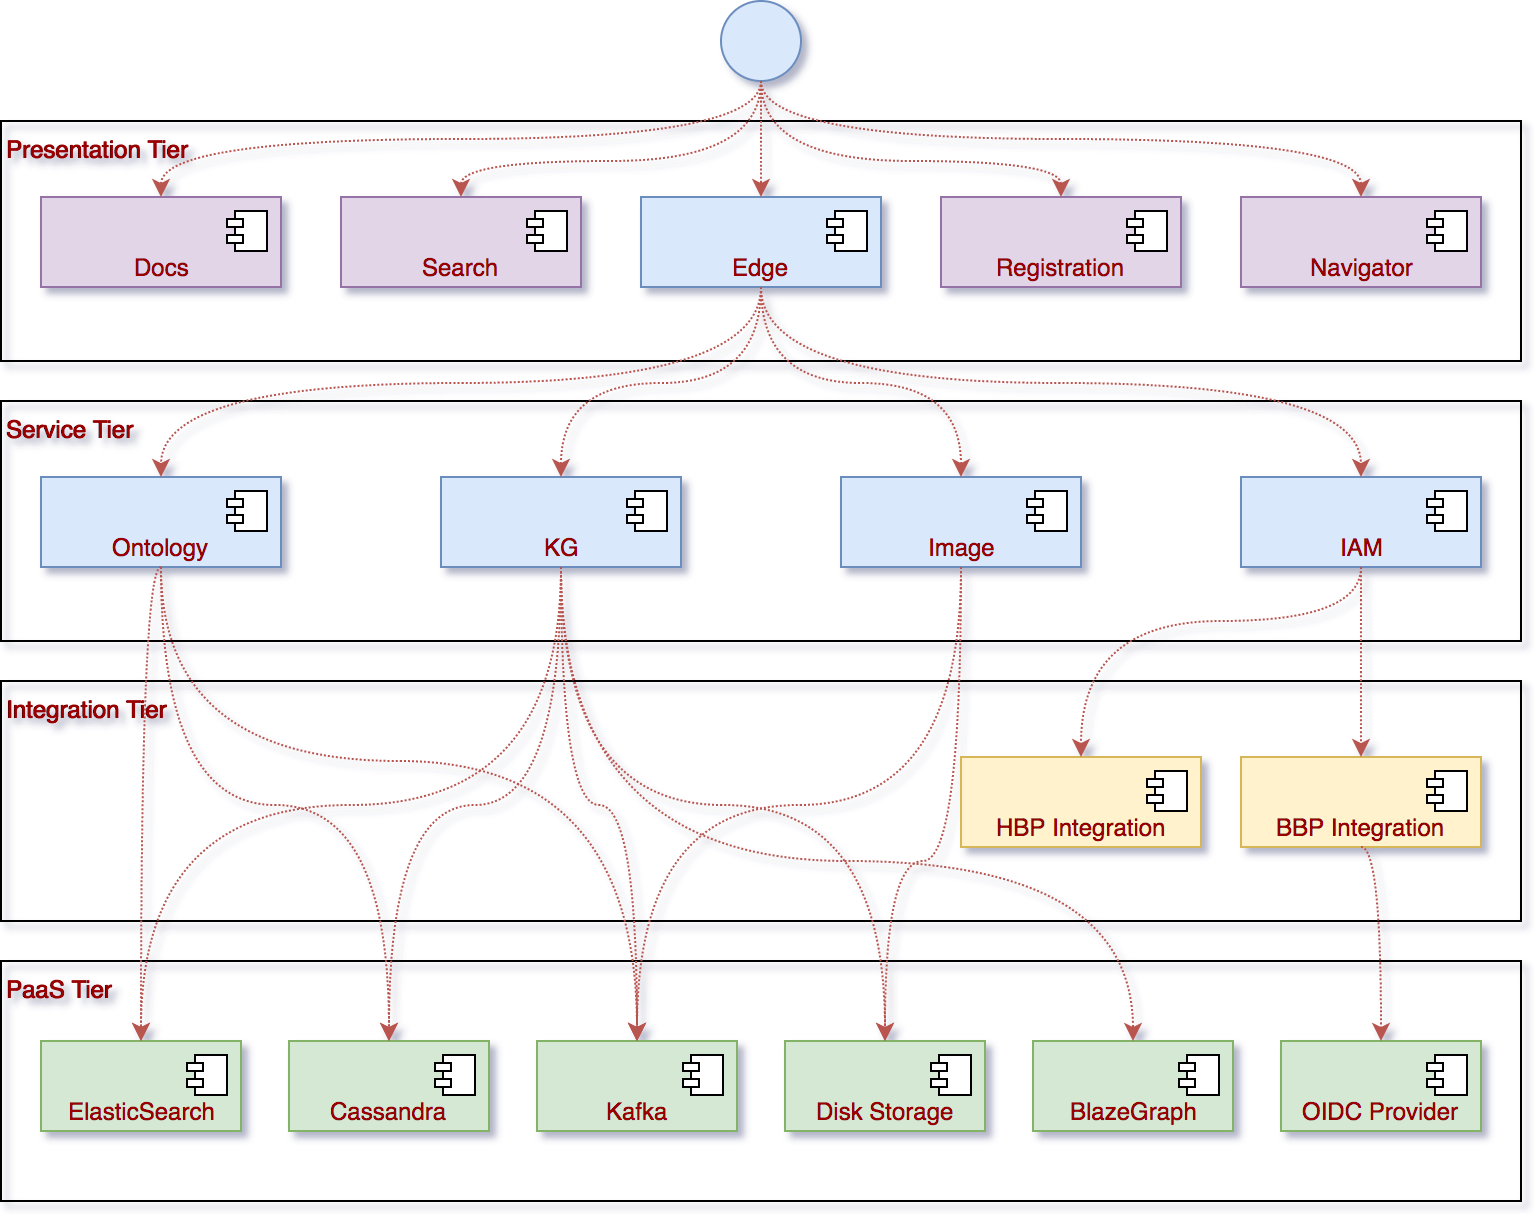 Presentation Tier
Docs
Search
Edge
Registration
Navigator
Service Tier
Ontology
KG
Image
IAM
Integration Tier
HBP Integration
BBP Integration
PaaS Tier
ElasticSearch
Cassandra
Kafka
Disk Storage
BlazeGraph
OIDC Provider